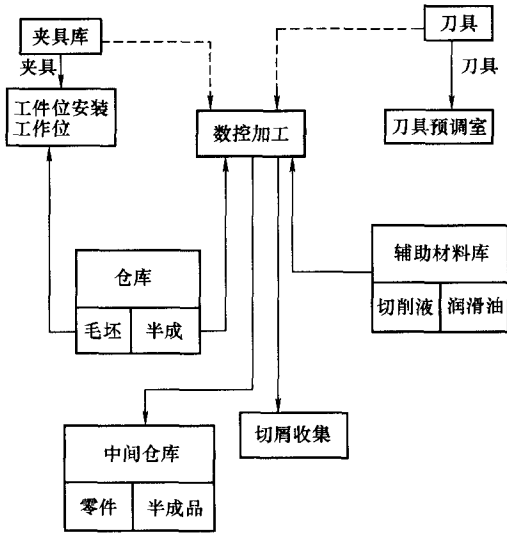 夹具库
刀具
夹具
刀具
工件位安装
工作位
数控加工
刀具预调室
仓库
毛坯
半成
辅助材料库
切削液
润滑油
中间仓库
零件
半成品
切屑收集